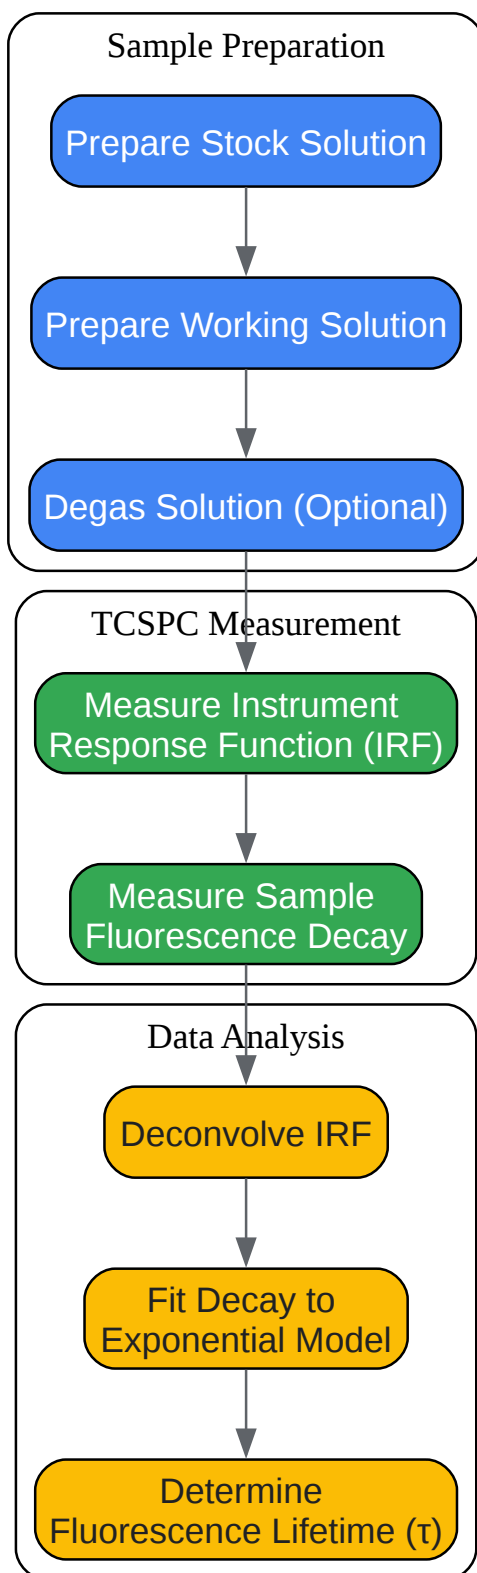 Sample Preparation
Prepare Stock Solution
Prepare Working Solution
Degas Solution (Optional)
TCSPC Measurement
Measure Instrument
Response Function (IRF)
Measure Sample
Fluorescence Decay
Data Analysis
Deconvolve IRF
Fit Decay to
Exponential Model
Determine
Fluorescence Lifetime (τ)